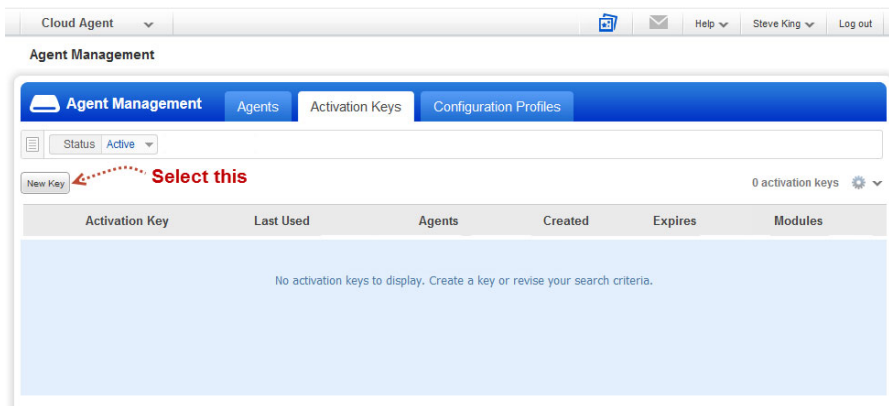 Cloud Agent Help Steve King Log out
Agent Management
Agent Management Agents Activation Keys Configuration Profiles
Status Active
New Key Select this 0 activation keys
Activation Key Last Used Agents Created Expires Modules
No activation keys to display. Create a key or revise your search criteria.